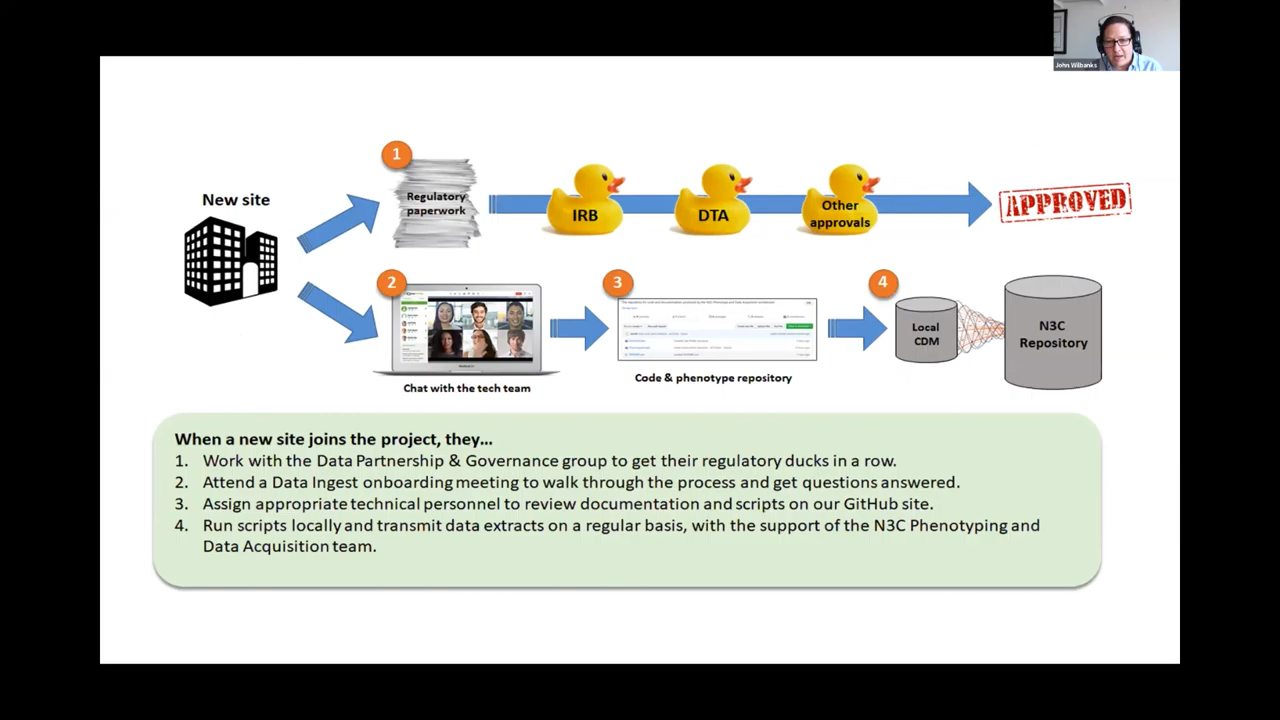 John Wilbanks
New site
1
Regulatory
paperwork
IRB
DTA
Other
approvals
APPROVED
2
Chat with the tech team
3
Code & phenotype repository
4
Local
CDM
N3C
Repository
When a new site joins the project, they...
1. Work with the Data Partnership & Governance group to get their regulatory ducks in a row.
2. Attend a Data Ingest onboarding meeting to walk through the process and get questions answered.
3. Assign appropriate technical personnel to review documentation and scripts on our GitHub site.
4. Run scripts locally and transmit data extracts on a regular basis, with the support of the N3C Phenotyping and
Data Acquisition team.